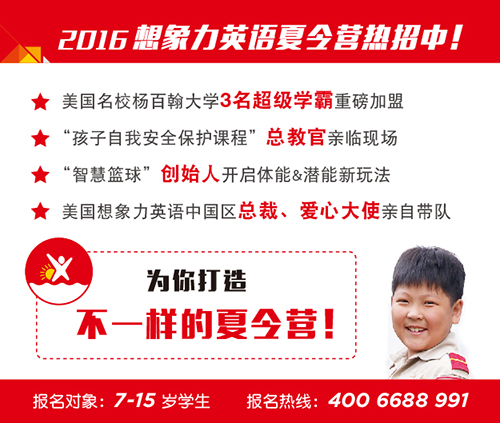 2016 想象力英语夏令营热招中！
美国名校杨百翰大学3名超级学霸重磅加盟
“孩子自我安全保护课程”总教官亲临现场
“智慧篮球”创始人开启体能&潜能新玩法
美国想象力英语中国区总裁、爱心大使亲自带队
为你打造
不一样的夏令营！
报名对象：7-15 岁学生 报名热线：400 6688 991